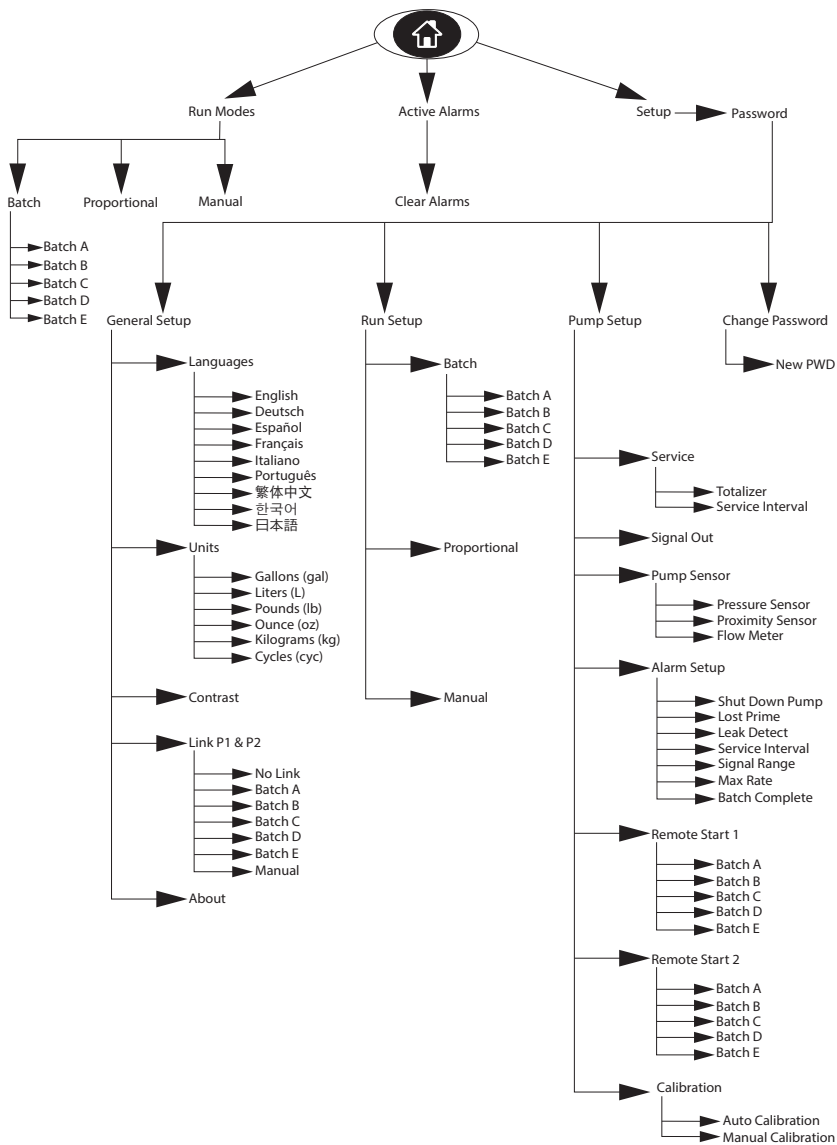 Run Modes
Active Alarms
Setup
Password
Batch
Proportional
Manual
Clear Alarms
Batch A
Batch B
Batch C
Batch D
Batch E
General Setup
Run Setup
Pump Setup
Change Password
Languages
English
Deutsch
Español
Français
Italiano
Português
繁体中文
한국어
日本語
Units
Gallons (gal)
Liters (L)
Pounds (lb)
Ounce (oz)
Kilograms (kg)
Cycles (cyc)
Contrast
Link P1 & P2
No Link
Batch A
Batch B
Batch C
Batch D
Batch E
Manual
About
Batch
Batch A
Batch B
Batch C
Batch D
Batch E
Proportional
Manual
Service
Totalizer
Service Interval
Signal Out
Pump Sensor
Pressure Sensor
Proximity Sensor
Flow Meter
Alarm Setup
Shut Down Pump
Lost Prime
Leak Detect
Service Interval
Signal Range
Max Rate
Batch Complete
Remote Start 1
Batch A
Batch B
Batch C
Batch D
Batch E
Remote Start 2
Batch A
Batch B
Batch C
Batch D
Batch E
Calibration
Auto Calibration
Manual Calibration
New PWD